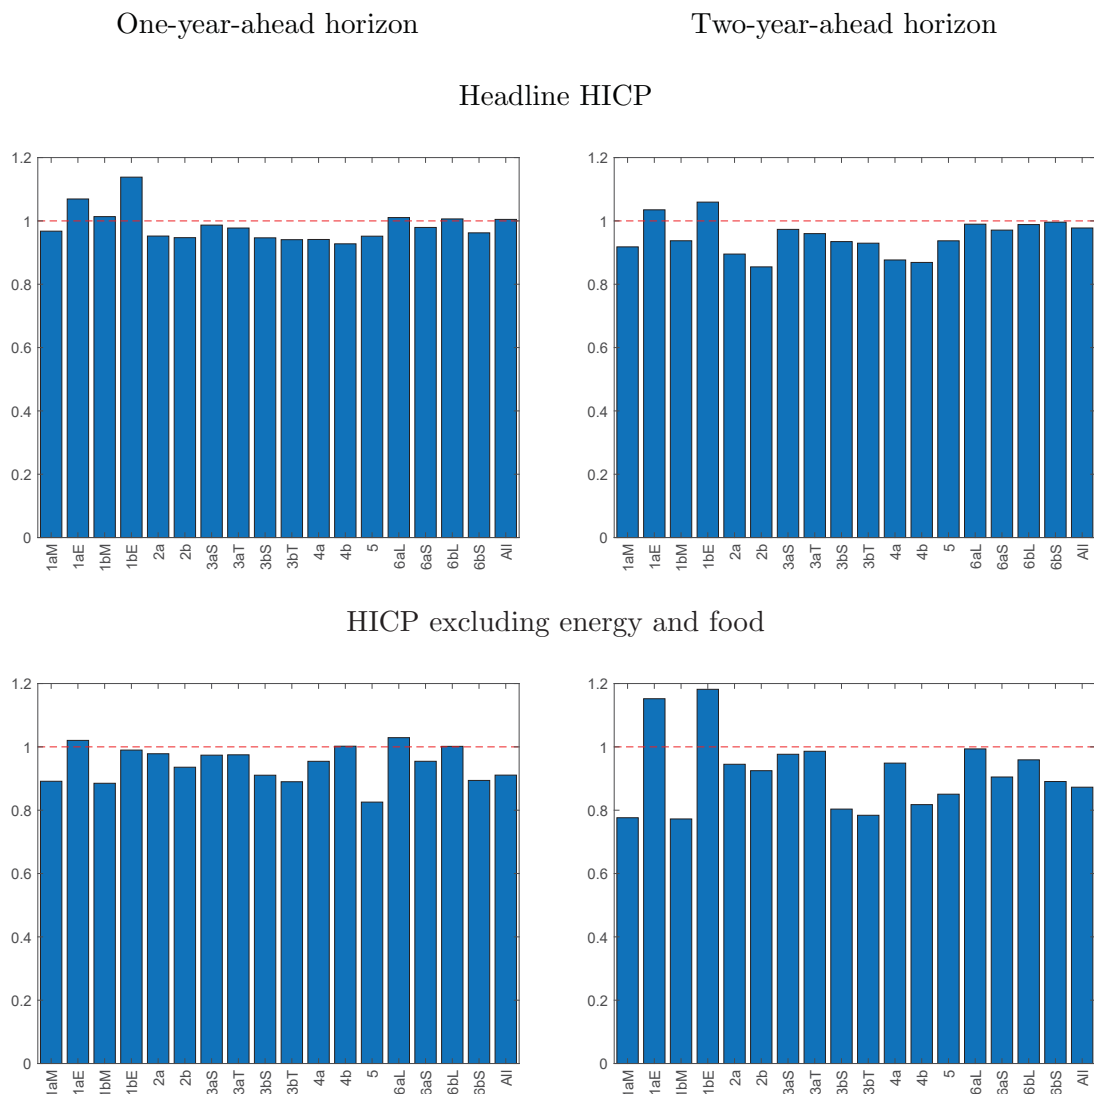 One-year-ahead horizon Two-year-ahead horizon
Headline HICP
1.2 1.2
1 1
0.8 0.8
0.6 0.6
0.4 0.4
0.2 0.2
0 0
1aM 1aE 1bM 1bE 2a 2b 3aS 3aT 3bS 3bT 4a 4b 5 6aL 6aS 6bL 6bS All 1aM 1aE 1bM 1bE 2a 2b 3aS 3aT 3bS 3bT 4a 4b 5 6aL 6aS 6bL 6bS All
HICP excluding energy and food
1.2 1.2
1 1
0.8 0.8
0.6 0.6
0.4 0.4
0.2 0.2
0 0
1aM 1aE 1bM 1bE 2a 2b 3aS 3aT 3bS 3bT 4a 4b 5 6aL 6aS 6bL 6bS All 1aM 1aE 1bM 1bE 2a 2b 3aS 3aT 3bS 3bT 4a 4b 5 6aL 6aS 6bL 6bS All